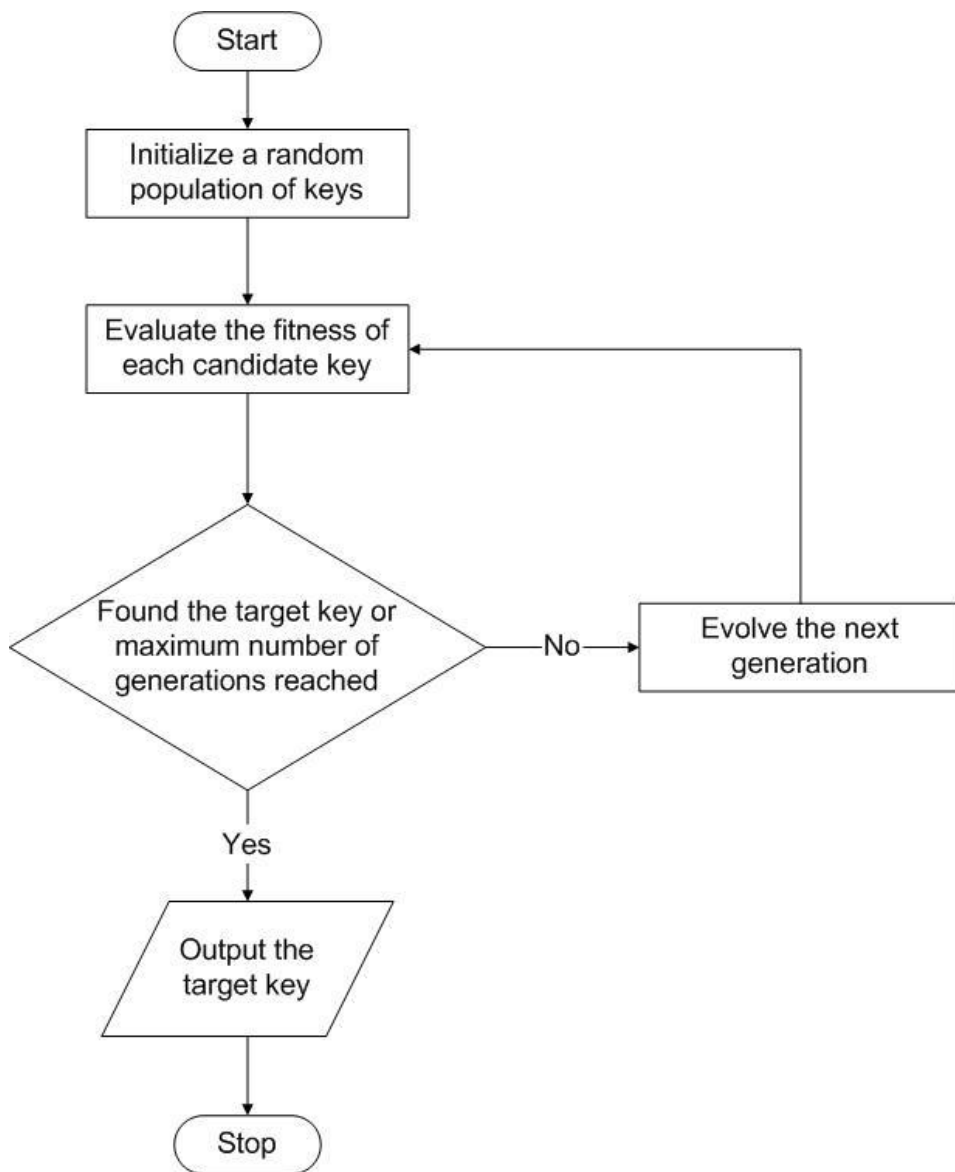 Start
Initialize a random
population of keys
Evaluate the fitness of
each candidate key
Found the target key or
maximum number of
generations reached
No
Evolve the next
generation
Yes
Output the
target key
Stop